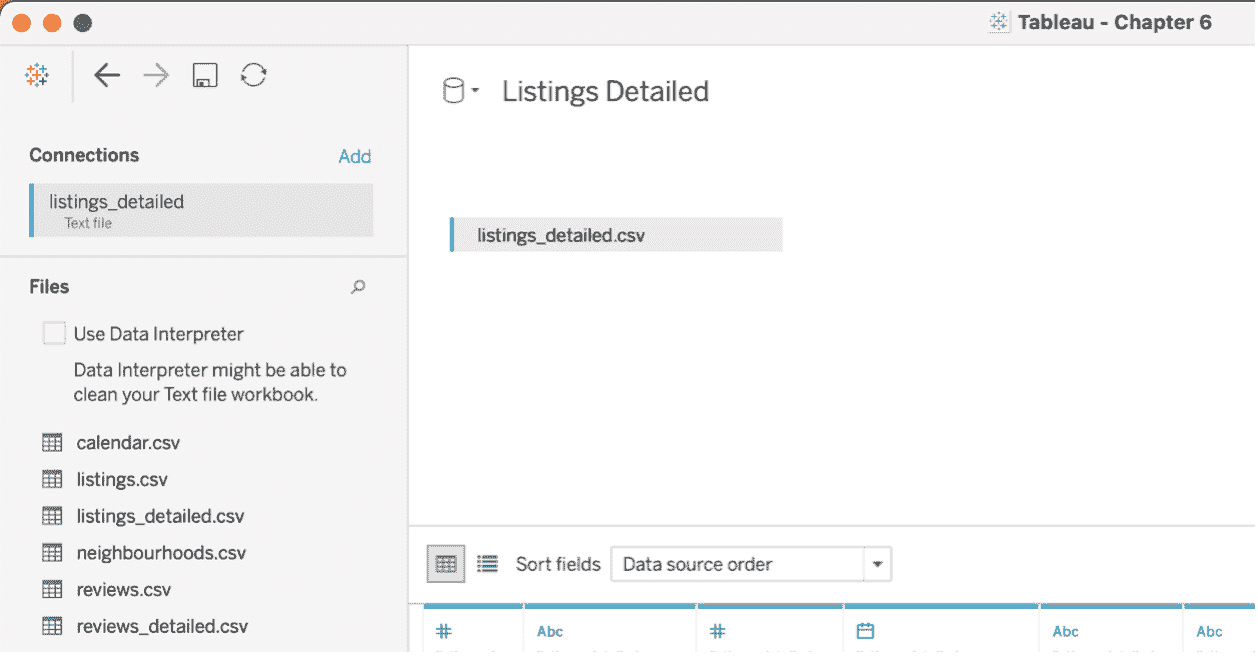 Tableau - Chapter 6
Connections Add
listings_detailed
Text file
Files
Use Data Interpreter
Data Interpreter might be able to
clean your Text file workbook.
calendar.csv
listings.csv
listings_detailed.csv
neighbourhoods.csv
reviews.csv
reviews_detailed.csv
Listings Detailed
listings_detailed.csv
Sort fields Data source order
# Abc # Abc Abc